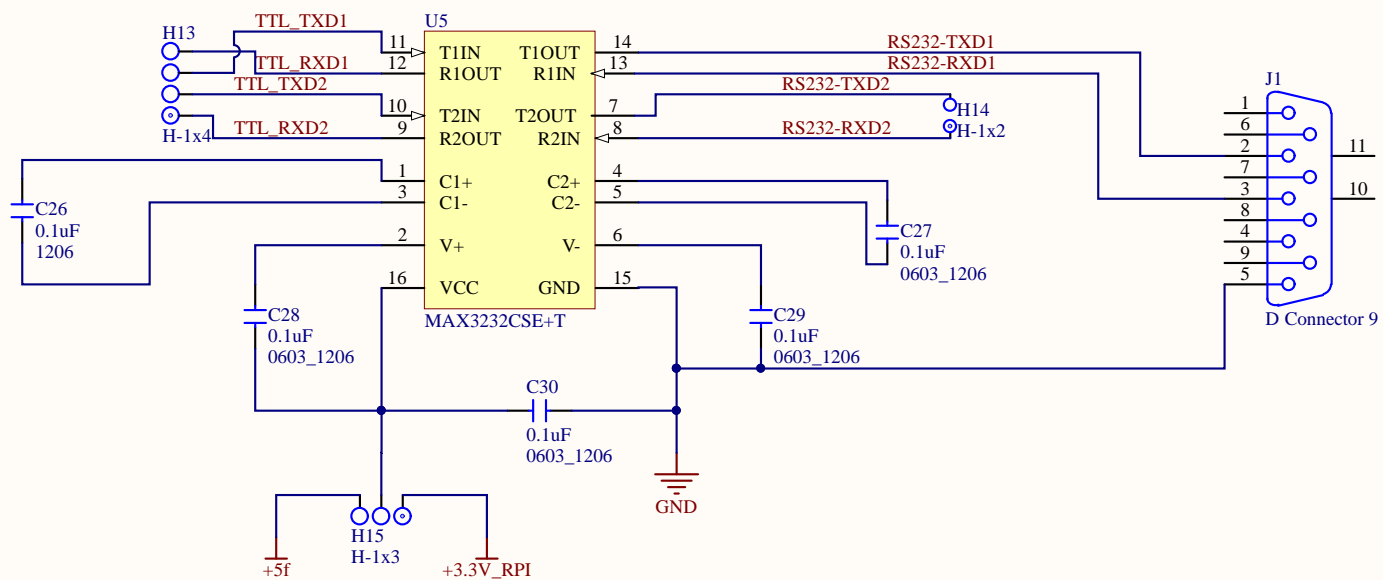 H13
TTL_TXD1
TTL_RXD1
TTL_TXD2
TTL_RXD2
H-1x4
U5
11 T1IN T1OUT 14
12 R1OUT R1IN 13
10 T2IN T2OUT 7
9 R2OUT R2IN 8
1 C1+ C2+ 4
3 C1- C2- 5
2 V+ V- 6
16 VCC GND 15
MAX3232CSE+T
RS232-TXD1
RS232-RXD1
RS232-TXD2
RS232-RXD2
H14
H-1x2
J1
1
6
2
7
3
8
4
9
5
11
10
D Connector 9
C26
0.1uF
1206
C27
0.1uF
0603_1206
C28
0.1uF
0603_1206
C29
0.1uF
0603_1206
C30
0.1uF
0603_1206
GND
H15
H-1x3
+5f
+3.3V_RPI